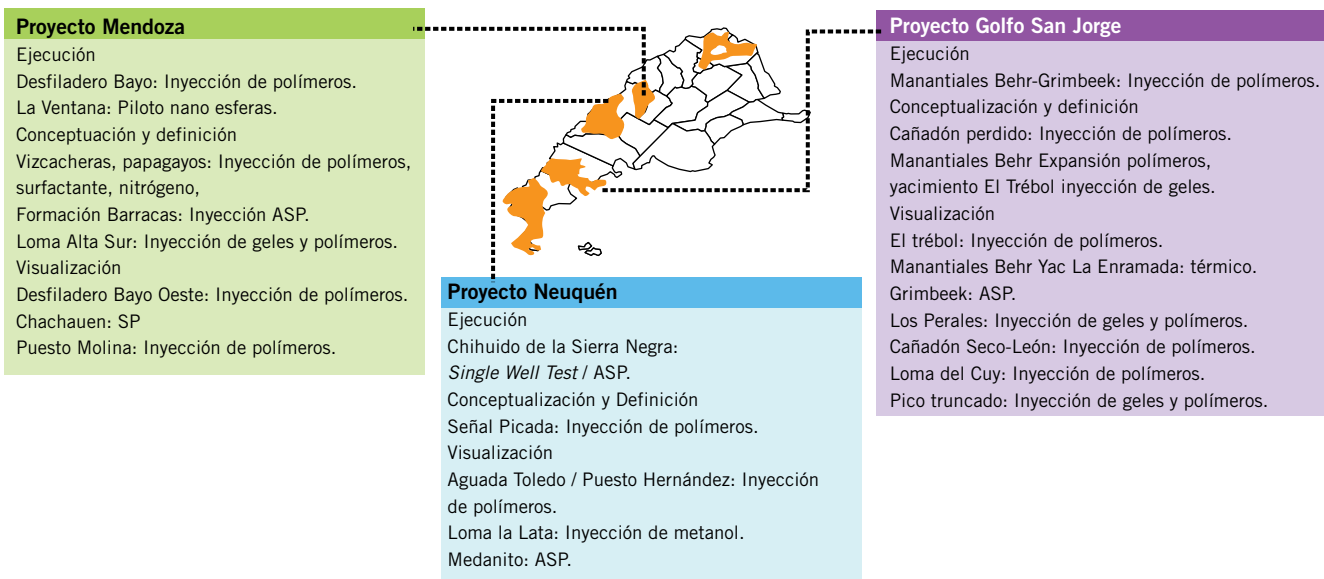 Proyecto Mendoza
Ejecución
Desfiladero Bayo: Inyección de polímeros.
La Ventana: Piloto nano esferas.
Conceptuación y definición
Vizcacheras, papagayos: Inyección de polímeros,
surfactante, nitrógeno,
Formación Barracas: Inyección ASP.
Loma Alta Sur: Inyección de geles y polímeros.
Visualización
Desfiladero Bayo Oeste: Inyección de polímeros.
Chachauen: SP
Puesto Molina: Inyección de polímeros.
Proyecto Neuquén
Ejecución
Chihuido de la Sierra Negra:
Single Well Test / ASP.
Conceptualización y Definición
Señal Picada: Inyección de polímeros.
Visualización
Aguada Toledo / Puesto Hernández: Inyección
de polímeros.
Loma la Lata: Inyección de metanol.
Medanito: ASP.
Proyecto Golfo San Jorge
Ejecución
Manantiales Behr-Grimbeek: Inyección de polímeros.
Conceptualización y definición
Cañadón perdido: Inyección de polímeros.
Manantiales Behr Expansión polímeros,
yacimiento El Trébol inyección de geles.
Visualización
El trébol: Inyección de polímeros.
Manantiales Behr Yac La Enramada: térmico.
Grimbeek: ASP.
Los Perales: Inyección de geles y polímeros.
Cañadón Seco-León: Inyección de polímeros.
Loma del Cuy: Inyección de polímeros.
Pico truncado: Inyección de geles y polímeros.